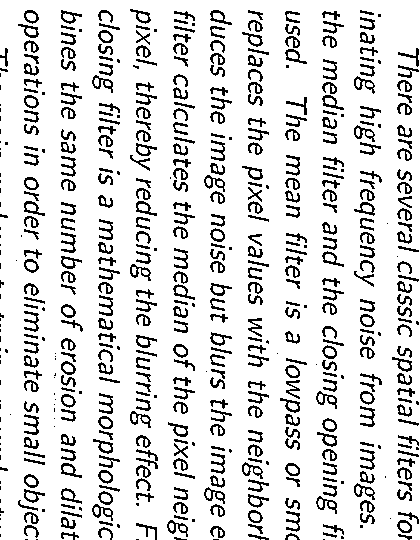 There are several classic spatial filters for
inating high frequency noise from images.
the median filter and the closing opening fi
used. The mean filter is a lowpass or smo
replaces the pixel values with the neighborh
duces the image noise but blurs the image e
filter calculates the median of the pixel neigh
pixel, thereby reducing the blurring effect. F
closing filter is a mathematical morphologic
bines the same number of erosion and dilat
operations in order to eliminate small objec